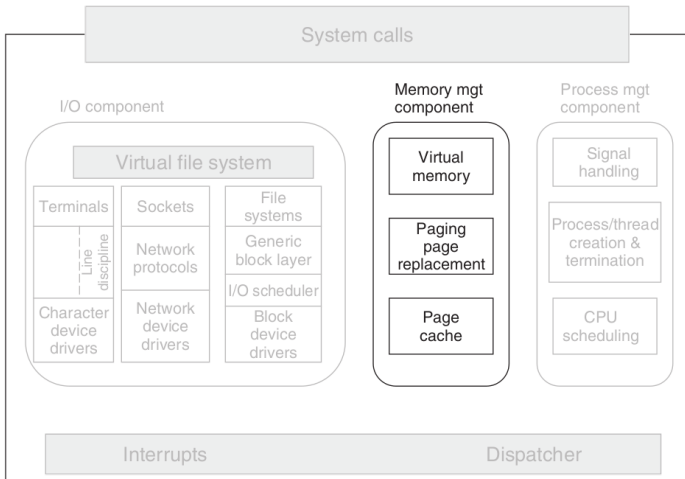 System calls
I/O component
Memory mgt
component
Process mgt
component
Virtual file system
Terminals
Line
discipline
Character
device
drivers
Sockets
Network
protocols
Network
device
drivers
File
systems
Generic
block layer
I/O scheduler
Block
device
drivers
Virtual
memory
Paging
page
replacement
Page
cache
Signal
handling
Process/thread
creation &
termination
CPU
scheduling
Interrupts
Dispatcher